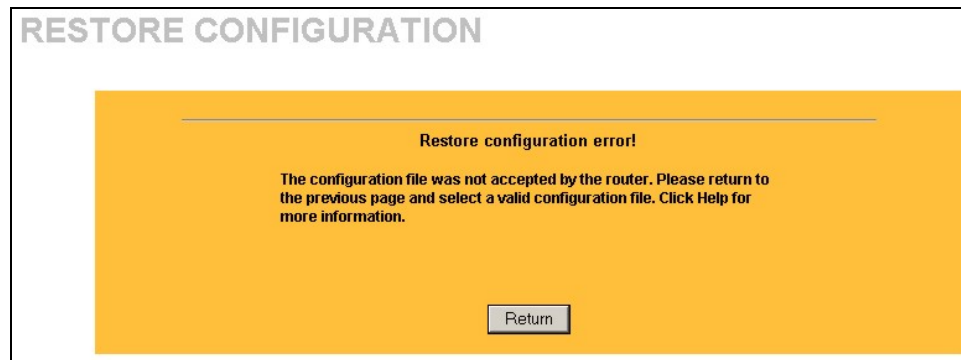 RESTORE CONFIGURATION
Restore configuration error!
The configuration file was not accepted by the router. Please return to
the previous page and select a valid configuration file. Click Help for
more information.
Return